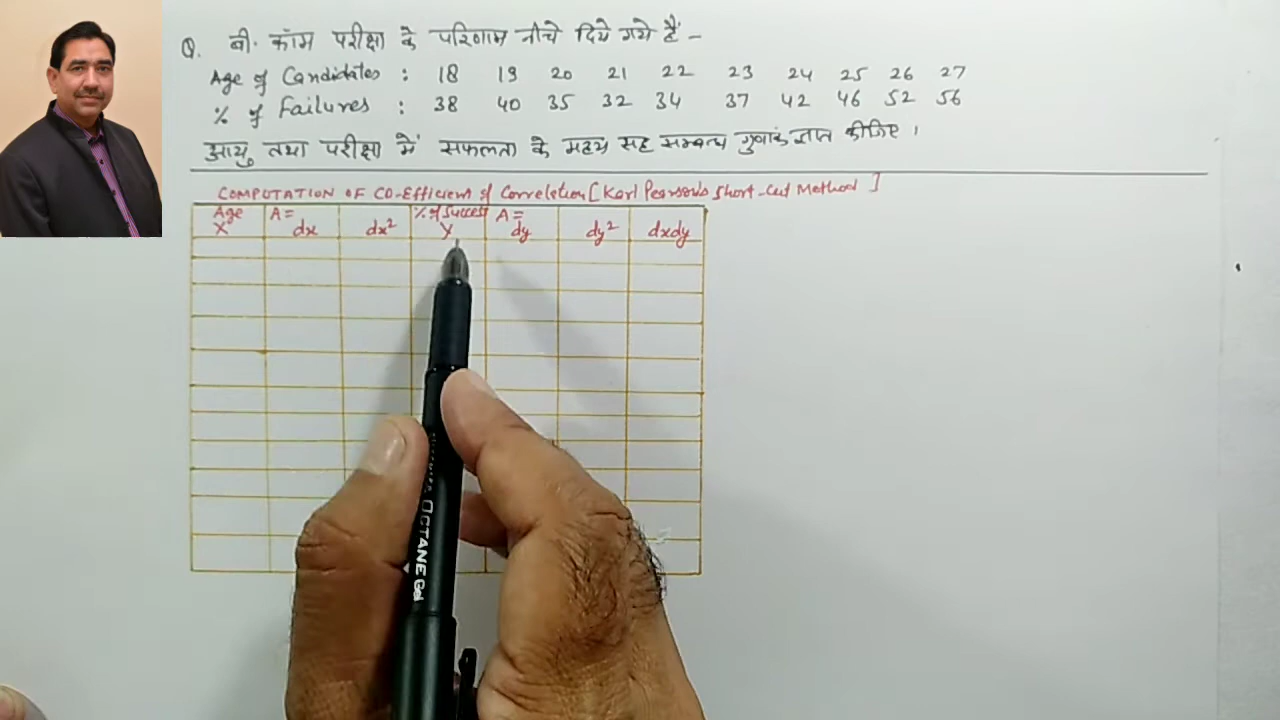 Q. बी. कॉम परीक्षा के परिणाम नीचे दिये गये हैं -
Age of Candidates : 18 19 20 21 22 23 24 25 26 27
% of Failures : 38 40 35 32 34 37 42 46 52 56
आयु तथा परीक्षा में सफलता के मध्य सह सम्बन्ध गुणांक ज्ञात कीजिए ।
COMPUTATION OF CO-Efficient of Correletion [Karl Pearson's Short-Cut Method]
Age X A= dx dx² % of Success Y A= dy dy² dxdy
OCTANE Gel